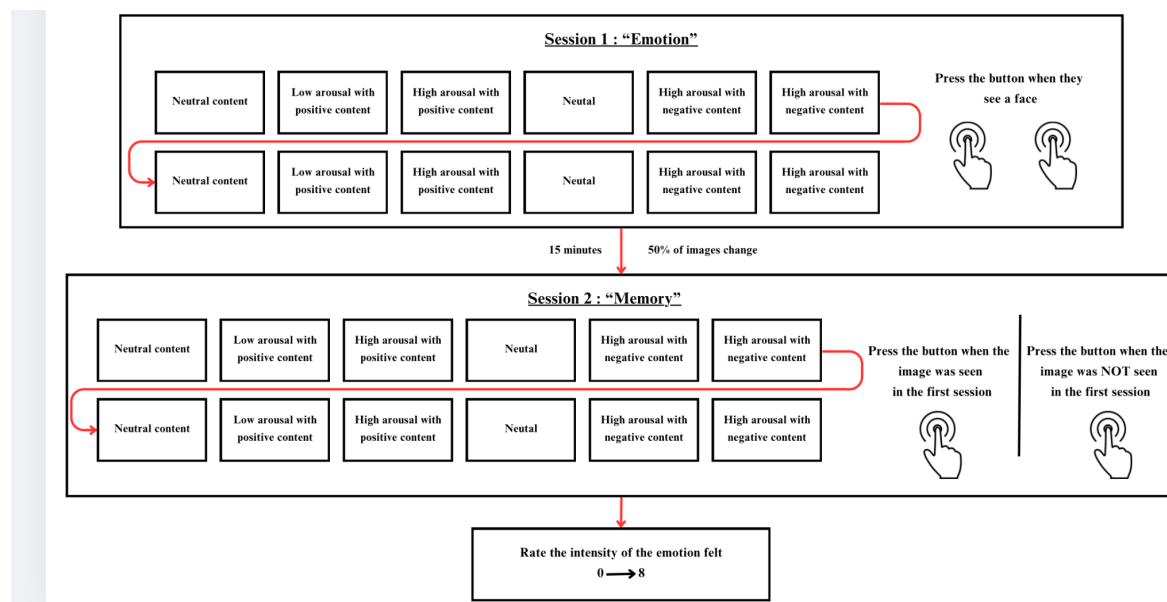 Session 1 : “Emotion”
Neutral content
Low arousal with
positive content
High arousal with
positive content
Neutal
High arousal with
negative content
High arousal with
negative content
Press the button when they
see a face
Neutral content
Low arousal with
positive content
High arousal with
positive content
Neutal
High arousal with
negative content
High arousal with
negative content
15 minutes
50% of images change
Session 2 : “Memory”
Neutral content
Low arousal with
positive content
High arousal with
positive content
Neutal
High arousal with
negative content
High arousal with
negative content
Neutral content
Low arousal with
positive content
High arousal with
positive content
Neutal
High arousal with
negative content
High arousal with
negative content
Press the button when the
image was seen
in the first session
Press the button when the
image was NOT seen
in the first session
Rate the intensity of the emotion felt
0 → 8